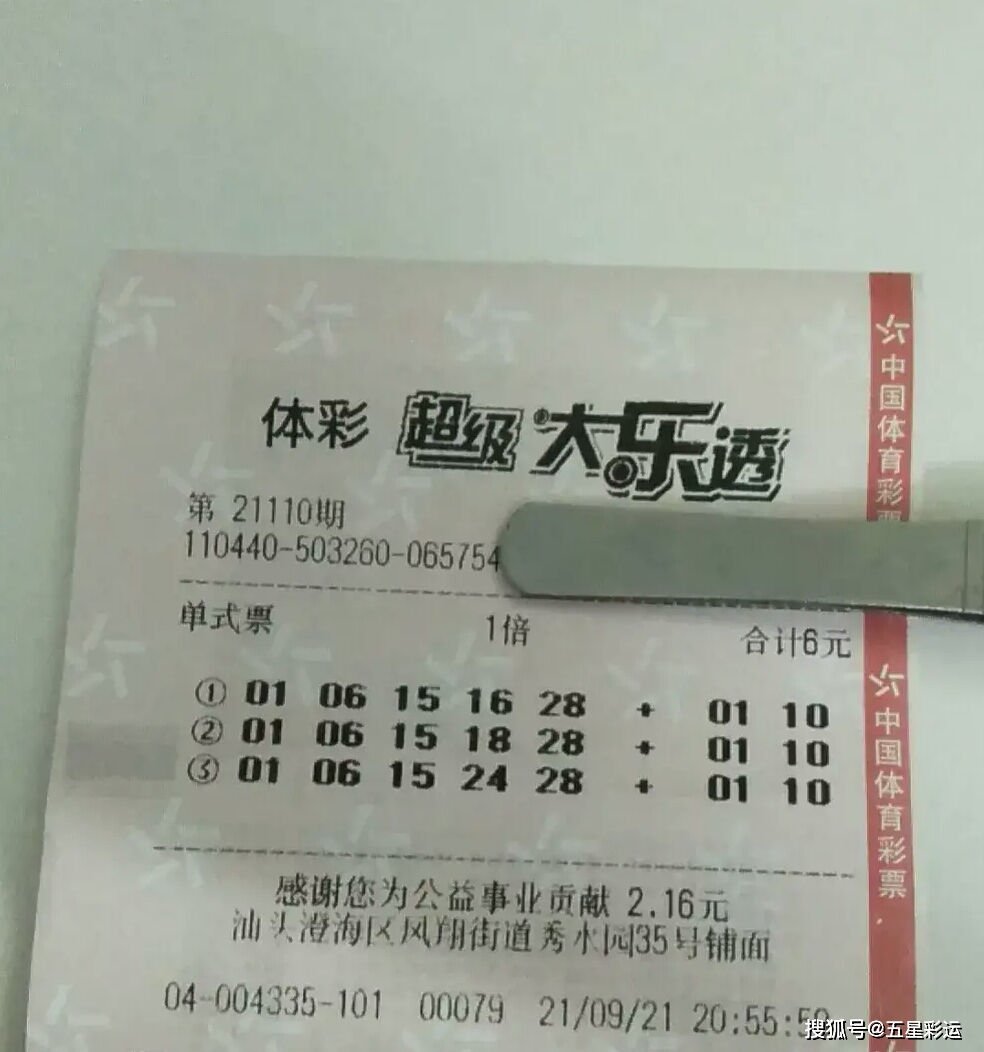 体彩 超级大乐透
第 21110期
110440-503260-065754
单式票 1倍 合计6元
① 01 06 15 16 28 + 01 10
② 01 06 15 18 28 + 01 10
③ 01 06 15 24 28 + 01 10
感谢您为公益事业贡献 2.16元
汕头澄海区凤翔街道秀水园35号铺面
04-004335-101 00079 21/09/21 20:55:5
中国体育彩票
中国体育彩票
搜狐号@五星彩运